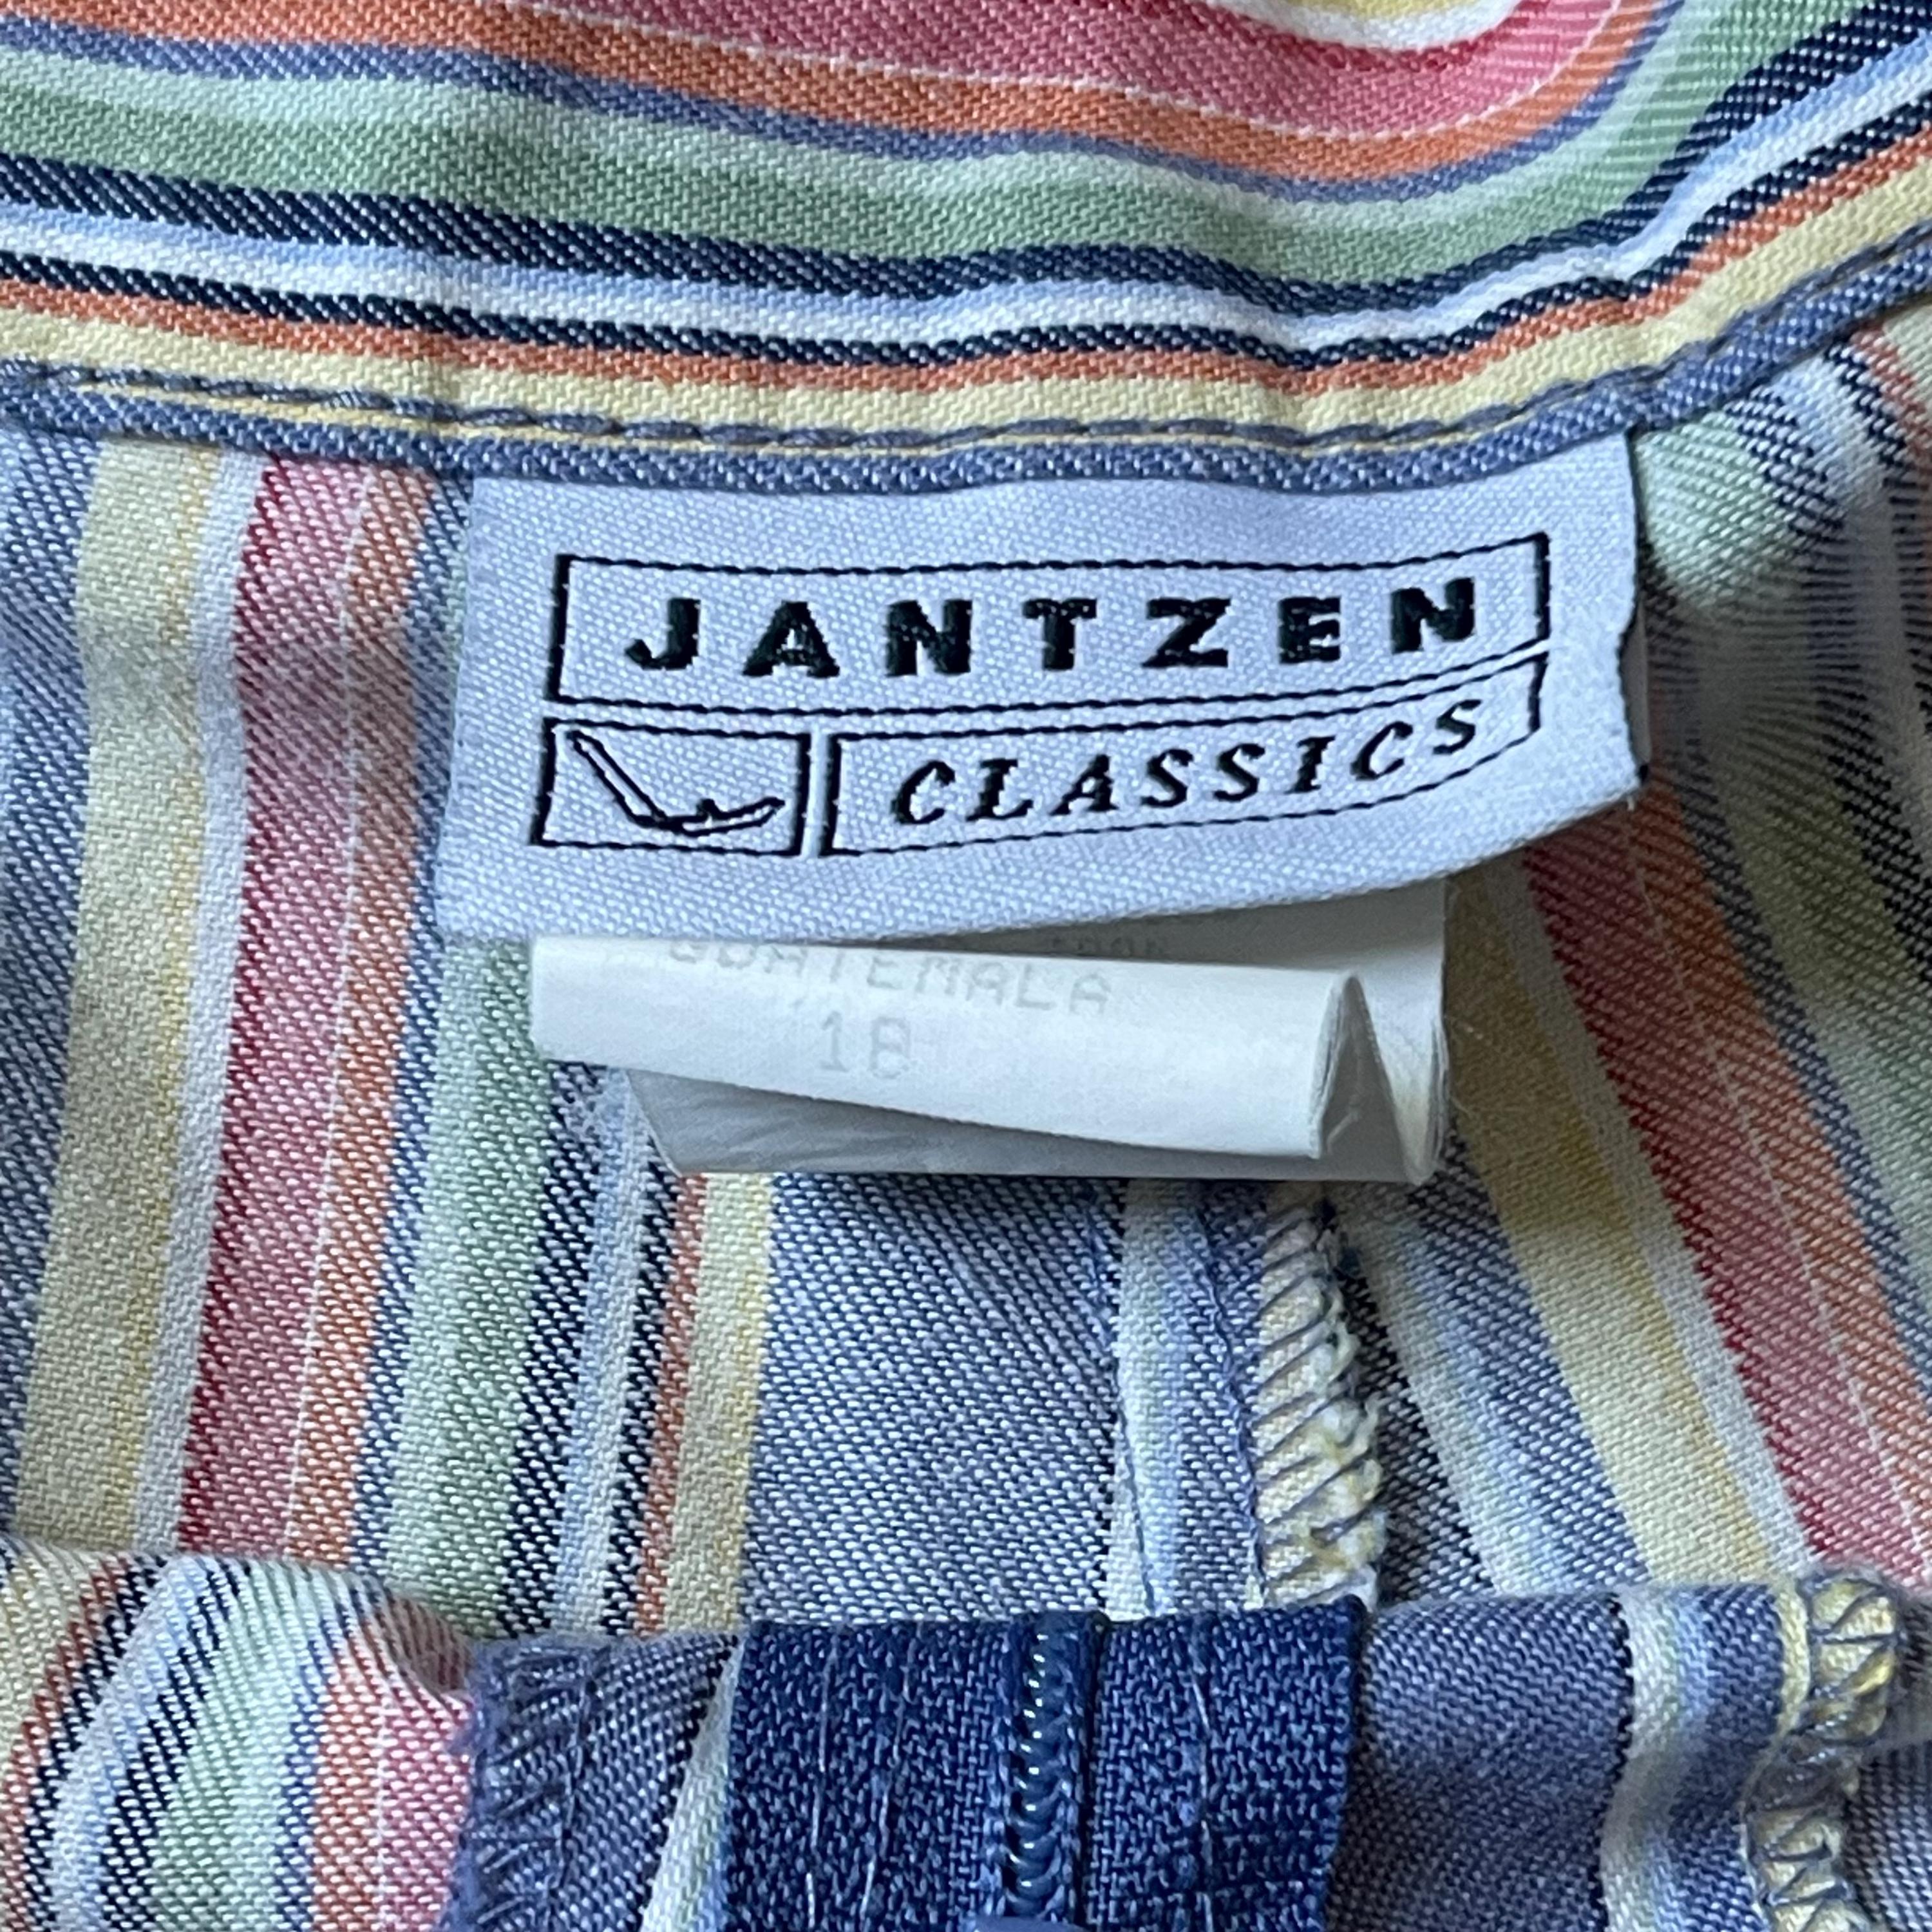 JANTZEN
CLASSICS
GUATEMALA
18